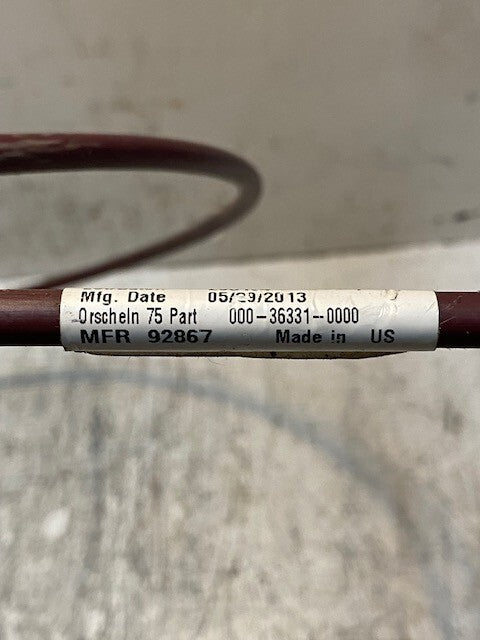 Mfg. Date 05/29/2013
Orscheln 75 Part 000-36331--0000
MFR 92867 Made in US